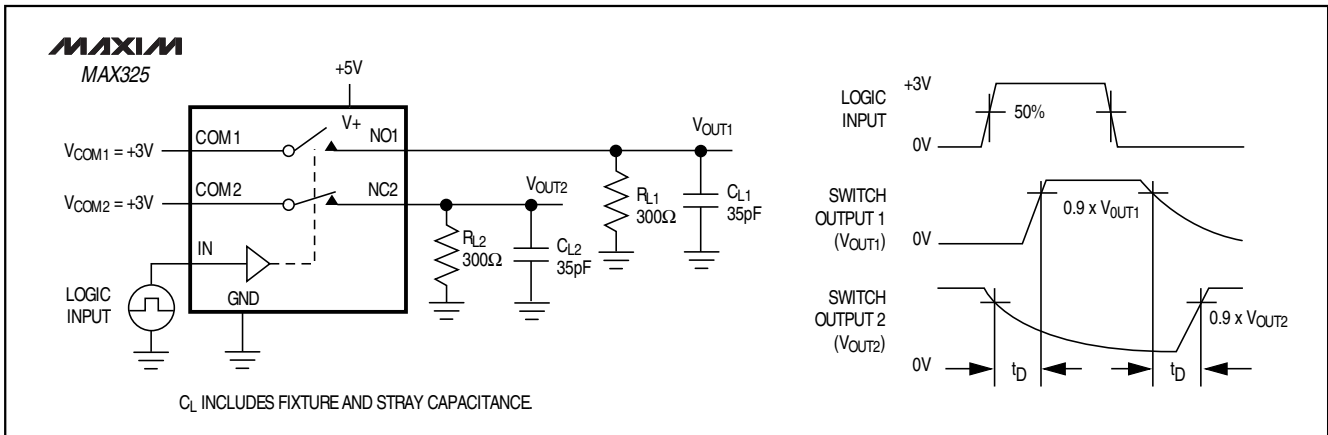 MAXIM
MAX325
+5V
V+
COM1
NO1
VCOM1 = +3V
VOUT1
COM2
NC2
VCOM2 = +3V
VOUT2
RL1
300Ω
CL1
35pF
IN
RL2
300Ω
CL2
35pF
LOGIC
INPUT
GND
CL INCLUDES FIXTURE AND STRAY CAPACITANCE.
LOGIC
INPUT
+3V
50%
0V
SWITCH
OUTPUT 1
(VOUT1)
0.9 x V0UT1
0V
SWITCH
OUTPUT 2
(VOUT2)
0.9 x VOUT2
0V
tD
tD